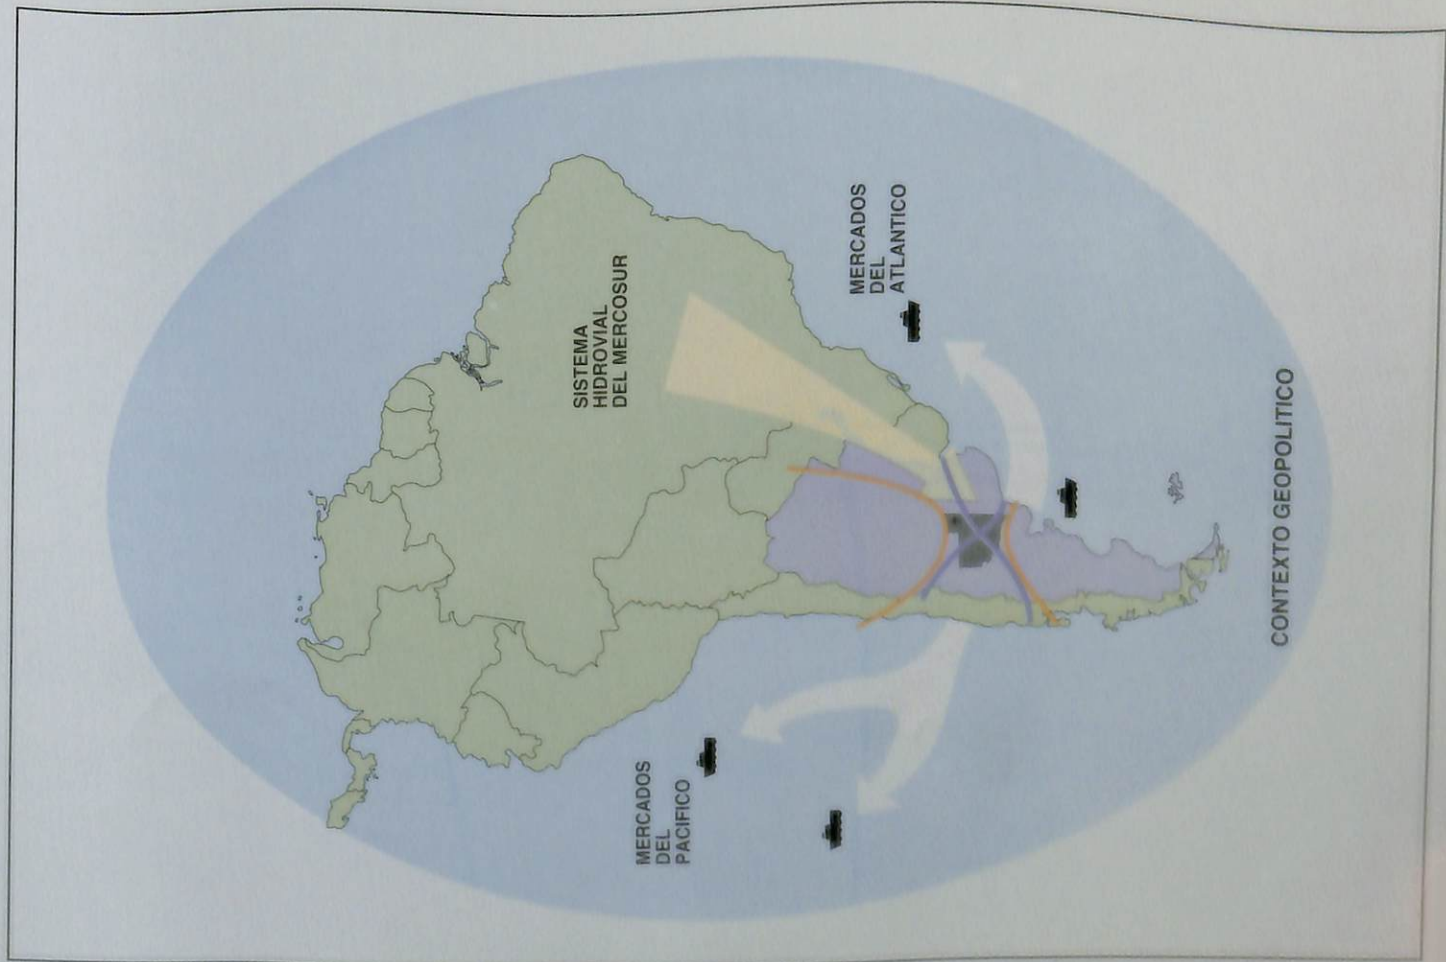 SISTEMA
HIDROVIAL
DEL MERCOSUR
MERCADOS
DEL
ATLANTICO
MERCADOS
DEL
PACIFICO
CONTEXTO GEOPOLITICO